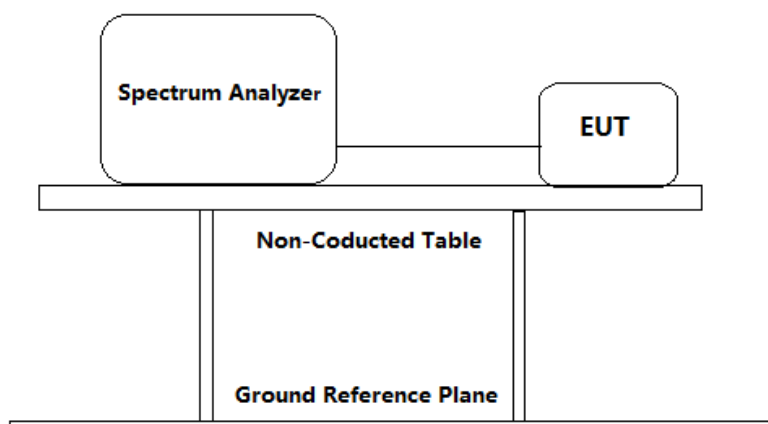 Spectrum Analyzer
EUT
Non-Coducted Table
Ground Reference Plane